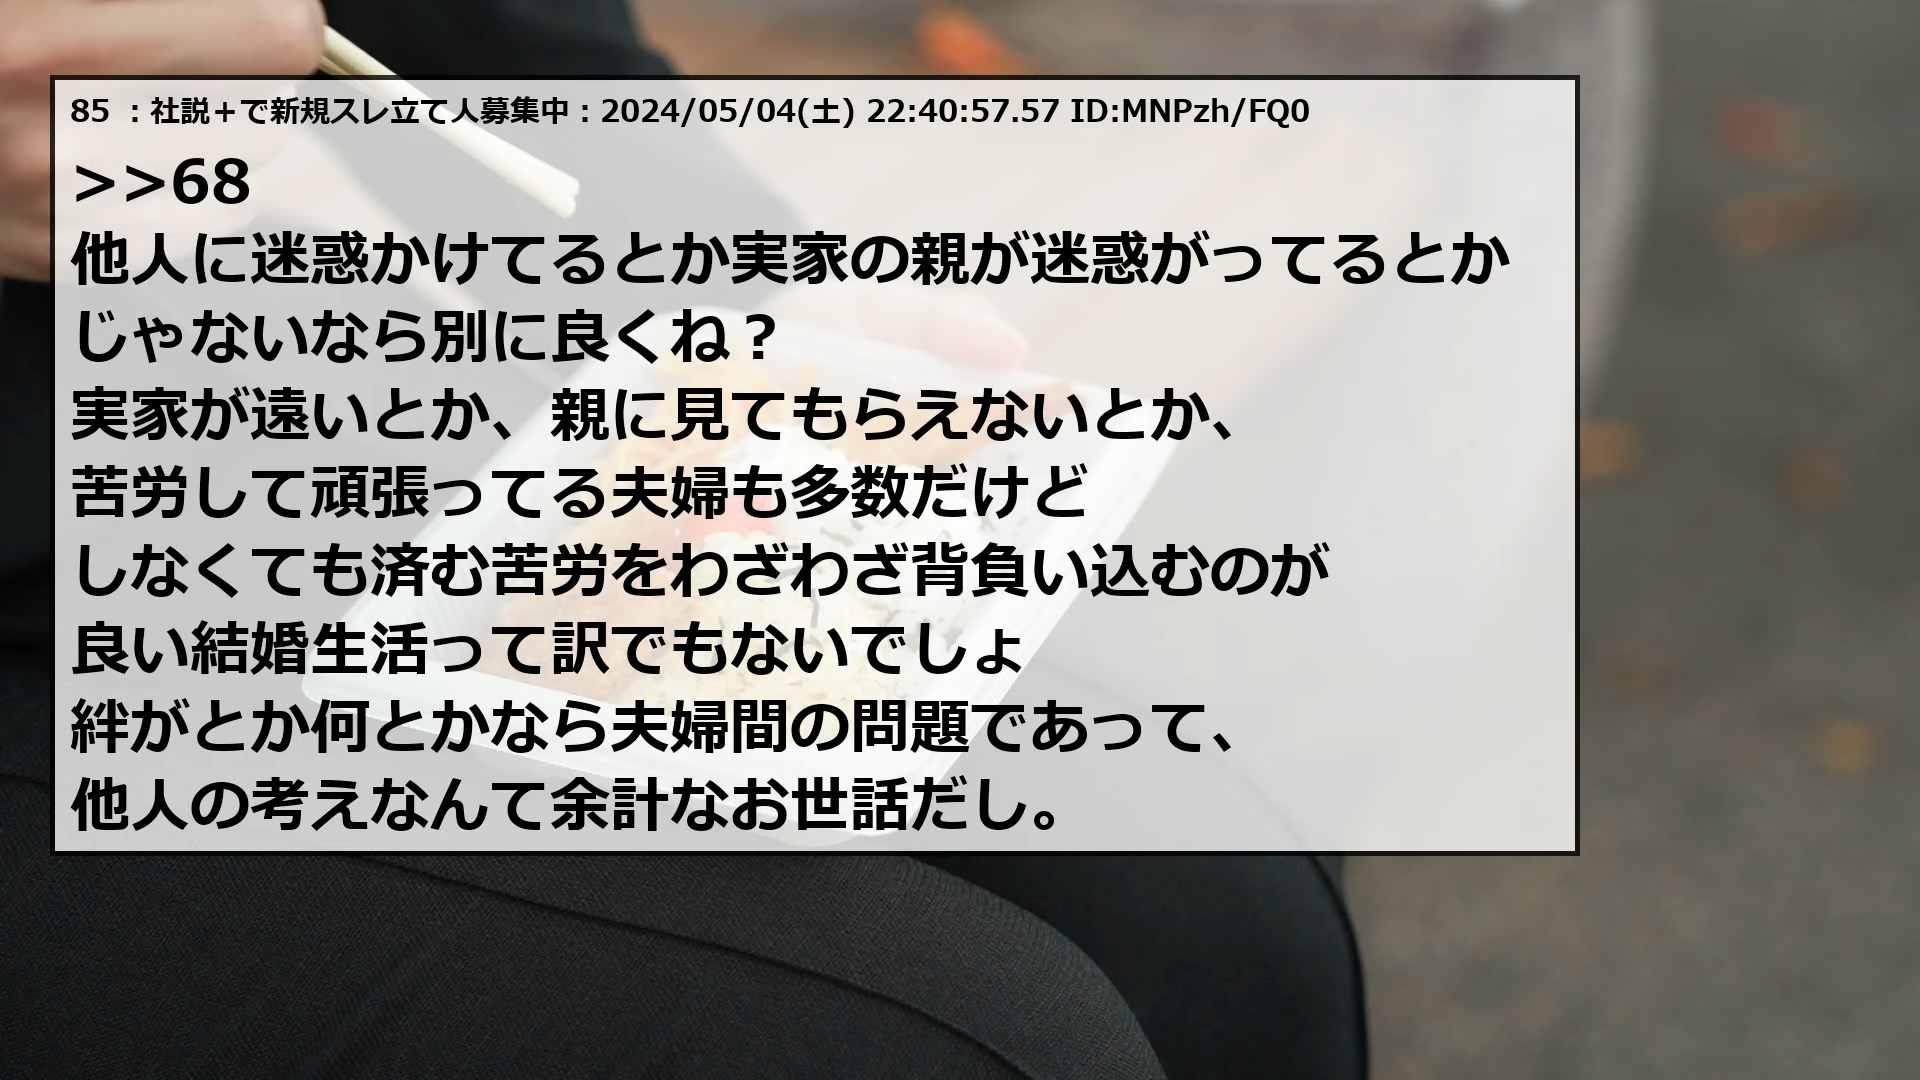 85 ：社説＋で新規スレ立て人募集中：2024/05/04(土) 22:40:57.57 ID:MNPzh/FQ0
>>68
他人に迷惑かけてるとか実家の親が迷惑がってるとか
じゃないなら別に良くね？
実家が遠いとか、親に見てもらえないとか、
苦労して頑張ってる夫婦も多数だけど
しなくても済む苦労をわざわざ背負い込むのが
良い結婚生活って訳でもないでしょ
絆がとか何とかなら夫婦間の問題であって、
他人の考えなんて余計なお世話だし。